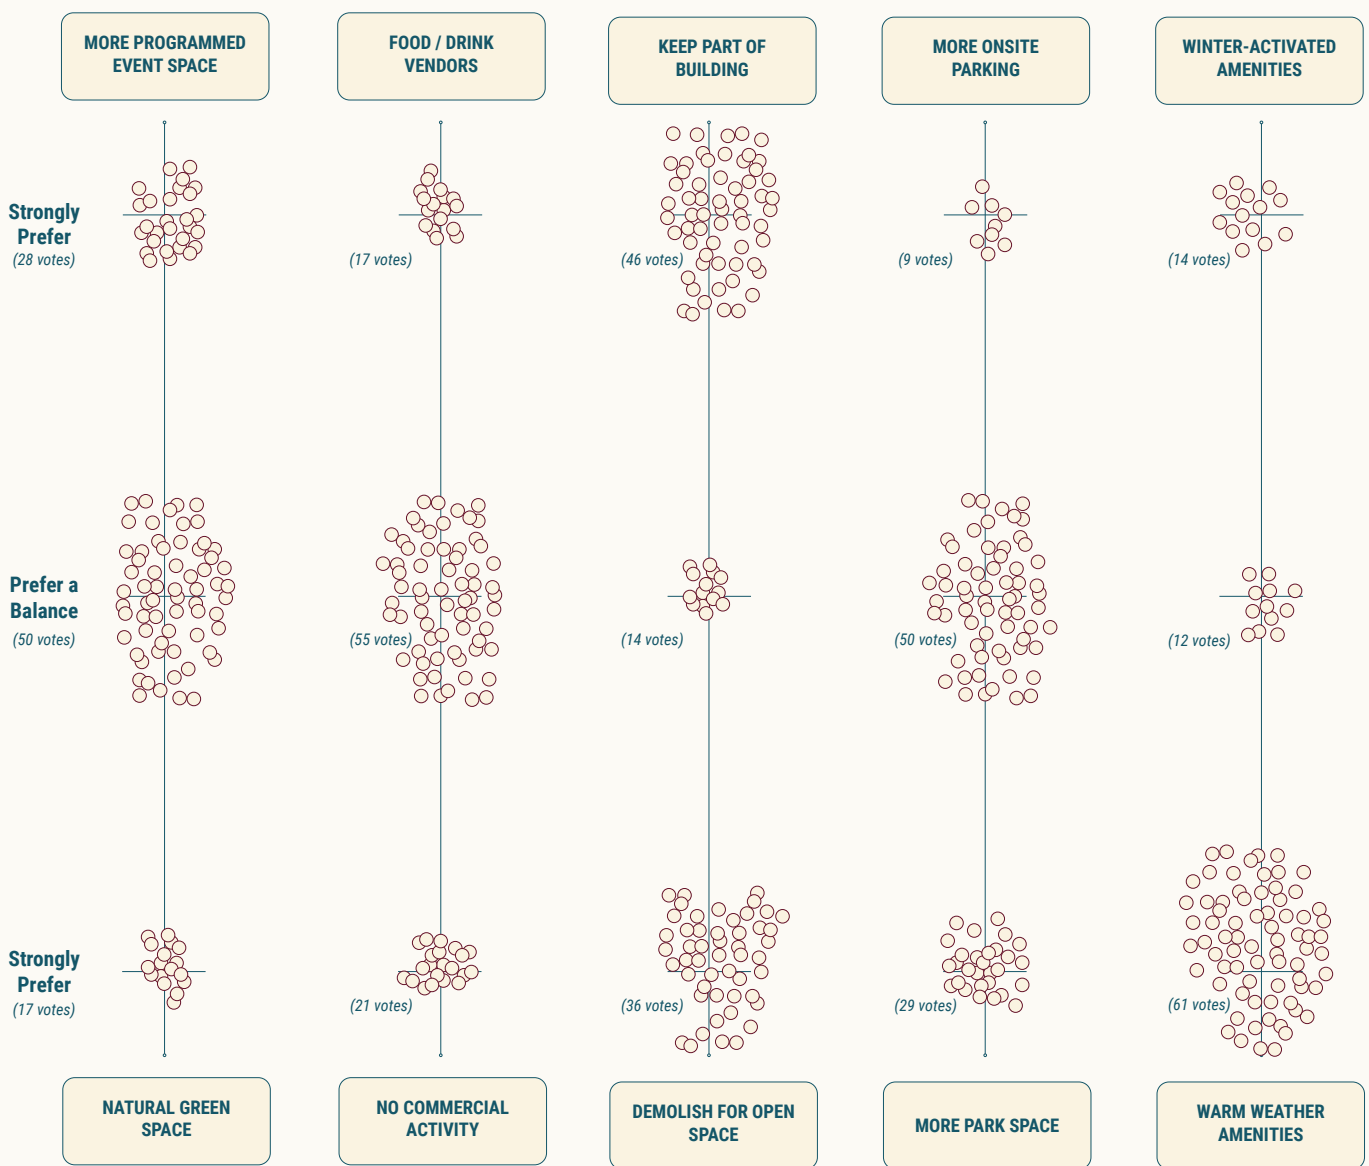 MORE PROGRAMMED
EVENT SPACE
FOOD / DRINK
VENDORS
KEEP PART OF
BUILDING
MORE ONSITE
PARKING
WINTER-ACTIVATED
AMENITIES
Strongly
Prefer
(28 votes)
(17 votes)
(46 votes)
(9 votes)
(14 votes)
Prefer a
Balance
(50 votes)
(55 votes)
(14 votes)
(50 votes)
(12 votes)
Strongly
Prefer
(17 votes)
(21 votes)
(36 votes)
(29 votes)
(61 votes)
NATURAL GREEN
SPACE
NO COMMERCIAL
ACTIVITY
DEMOLISH FOR OPEN
SPACE
MORE PARK SPACE
WARM WEATHER
AMENITIES